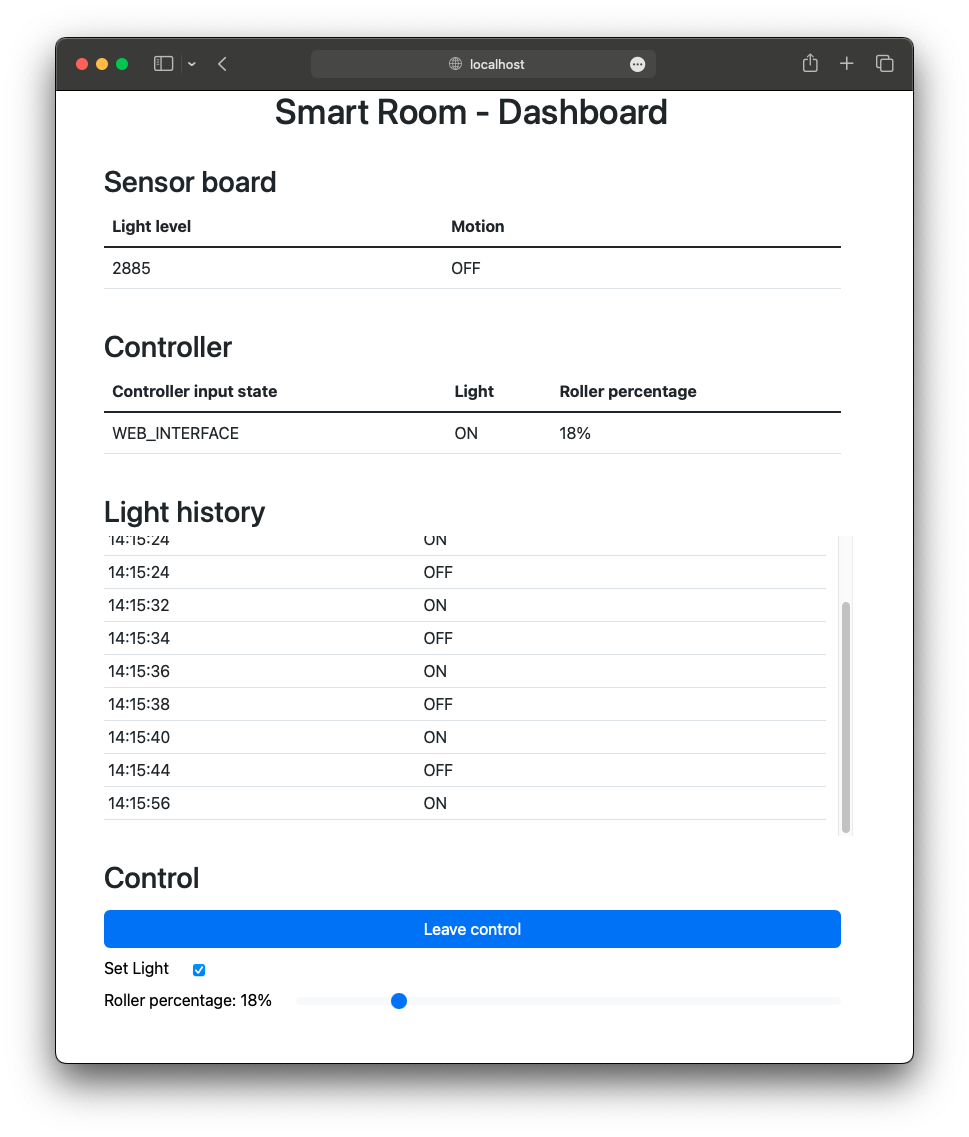 localhost
Smart Room - Dashboard
Sensor board
Light level Motion
2885 OFF
Controller
Controller input state Light Roller percentage
WEB_INTERFACE ON 18%
Light history
14:15:24 ON
14:15:24 OFF
14:15:32 ON
14:15:34 OFF
14:15:36 ON
14:15:38 OFF
14:15:40 ON
14:15:44 OFF
14:15:56 ON
Control
Leave control
Set Light
Roller percentage: 18%